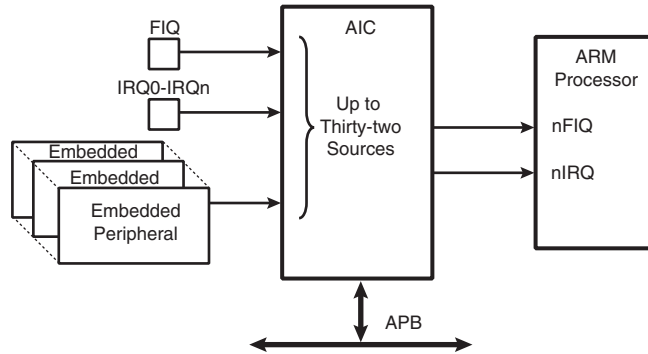 FIQ
IRQ0-IRQn
Embedded
Embedded
Embedded
Peripheral
AIC
Up to
Thirty-two
Sources
ARM
Processor
nFIQ
nIRQ
APB